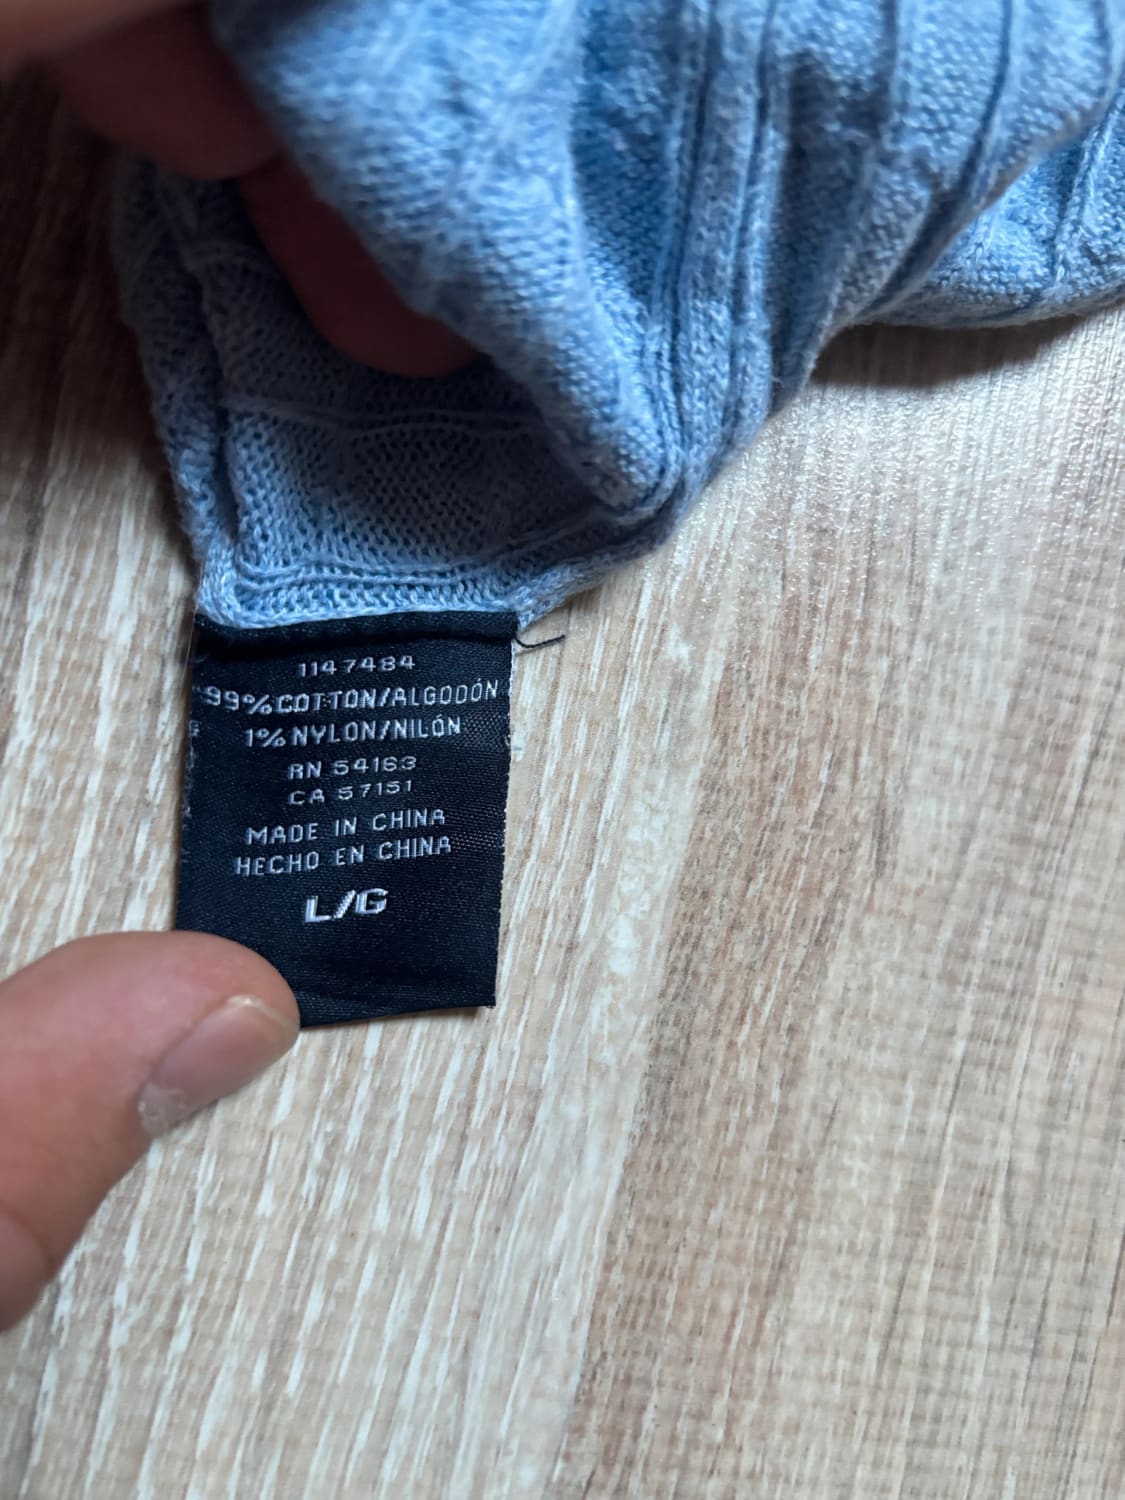 1147484
99% COTTON/ALGODÓN
1% NYLON/NILÓN
RN 54163
CA 57151
MADE IN CHINA
HECHO EN CHINA
L/G